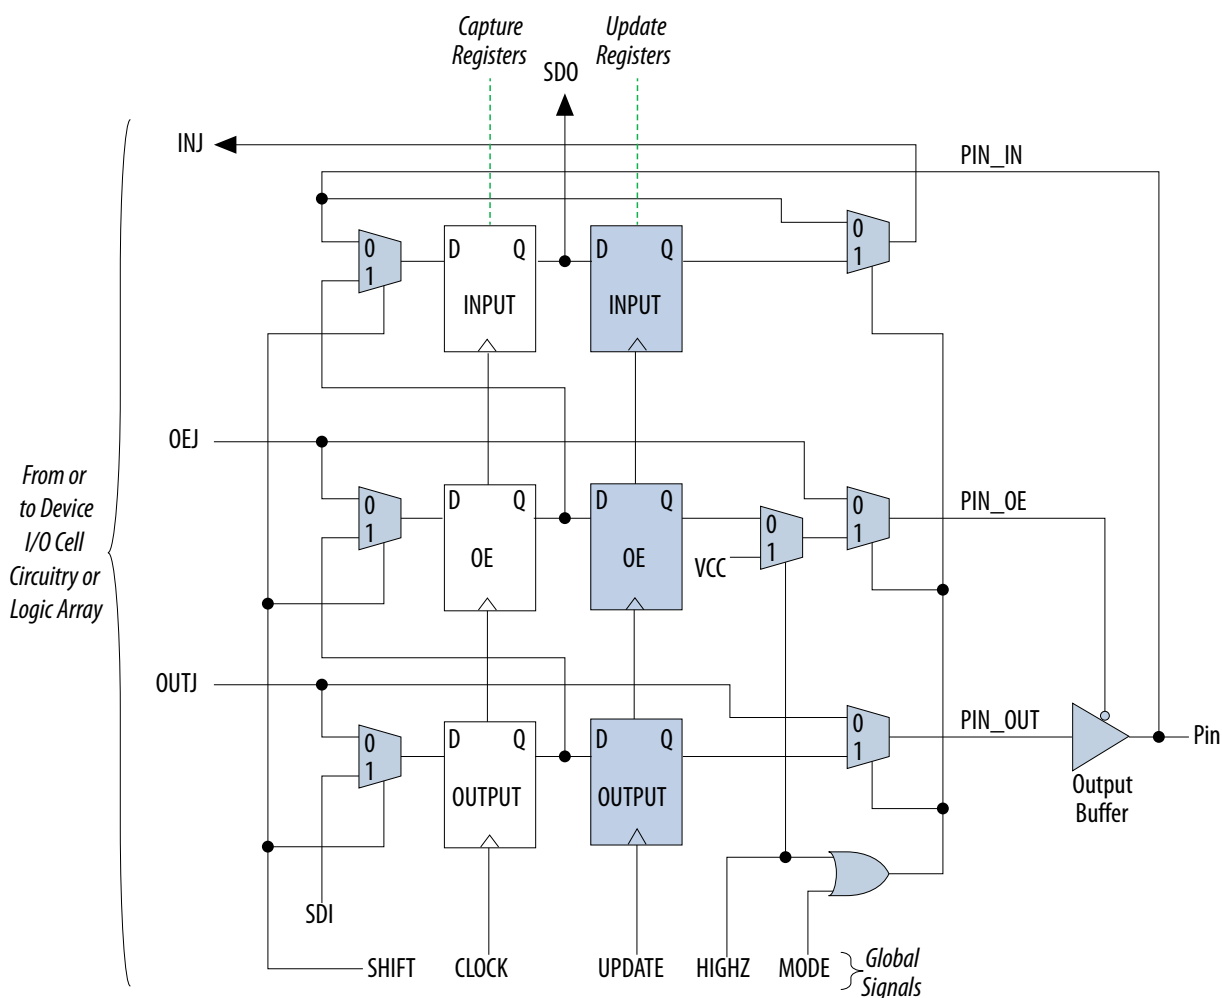 Capture
Registers
Update
Registers
SDO
INJ
PIN_IN
0
1
D Q
INPUT
D Q
INPUT
0
1
OEJ
From or
to Device
I/O Cell
Circuitry or
Logic Array
0
1
D Q
OE
D Q
OE
0
1
VCC
0
1
PIN_OE
OUTJ
0
1
D Q
OUTPUT
D Q
OUTPUT
0
1
PIN_OUT
Pin
Output
Buffer
SDI
SHIFT
CLOCK
UPDATE
HIGHZ
MODE
Global
Signals